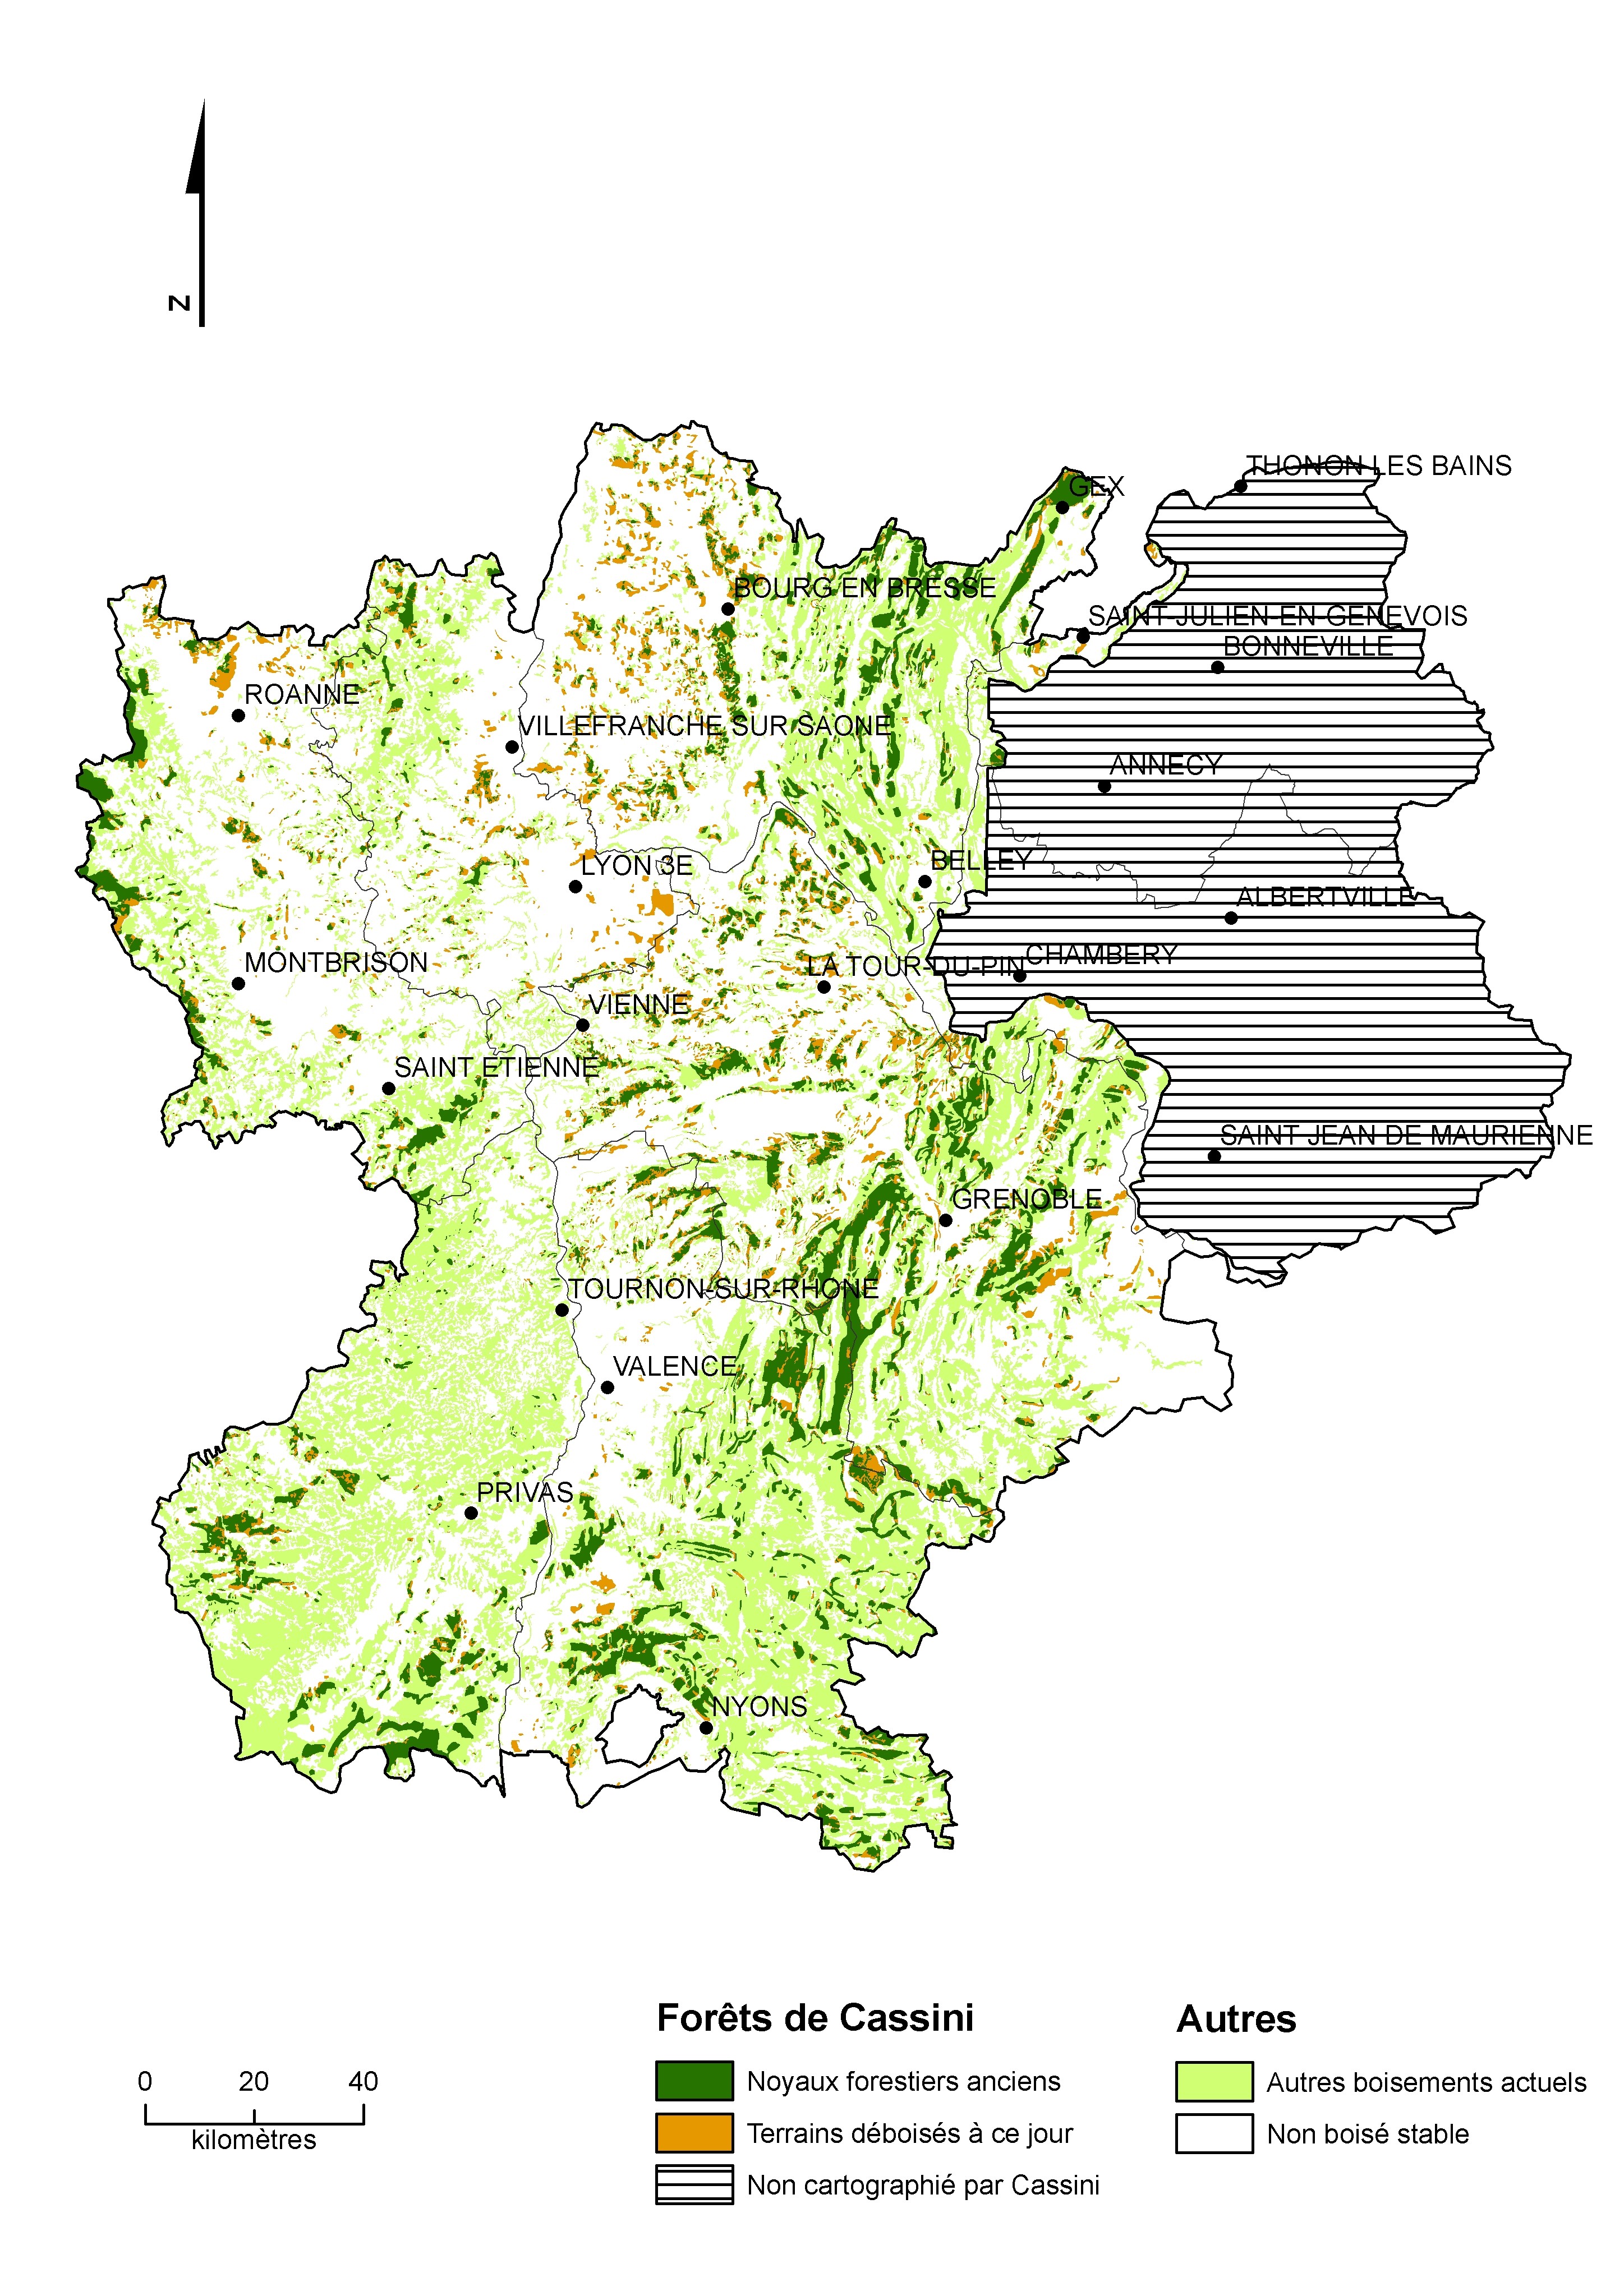 N
THONON LES BAINS
GEX
BOURG EN BRESSE
SAINT-JULIEN-EN-GENEVOIS
BONNEVILLE
ROANNE
VILLEFRANCHE SUR SAONE
ANNECY
LYON 3E
BELLEY
ALBERTVILLE
MONTBRISON
LA TOUR-DU-PIN
CHAMBERY
VIENNE
SAINT ETIENNE
SAINT JEAN DE MAURIENNE
GRENOBLE
TOURNON-SUR-RHONE
VALENCE
PRIVAS
NYONS
Forêts de Cassini
Autres
0 20 40
kilomètres
Noyaux forestiers anciens
Autres boisements actuels
Terrains déboisés à ce jour
Non boisé stable
Non cartographié par Cassini